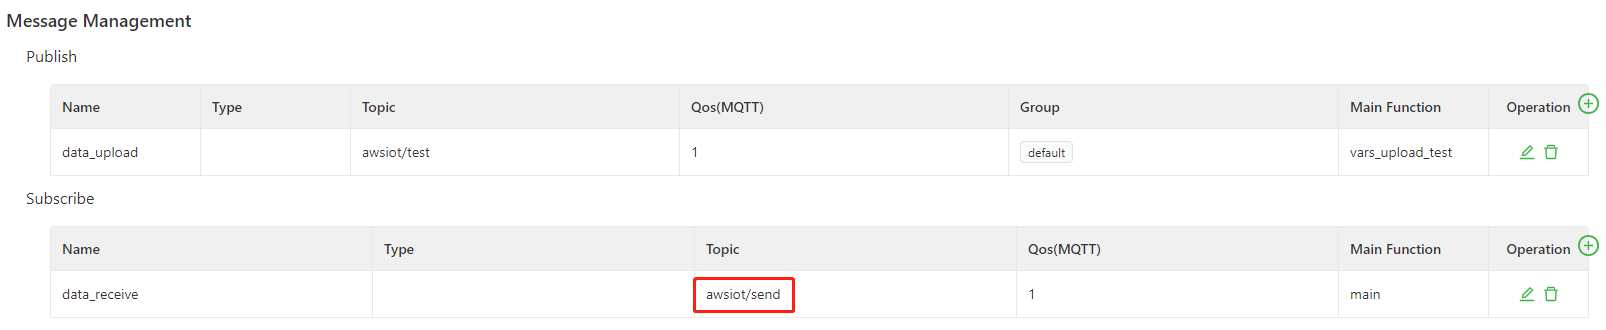 Message Management
Publish
Name Type Topic Qos(MQTT) Group Main Function Operation
data_upload awsiot/test 1 default vars_upload_test
Subscribe
Name Type Topic Qos(MQTT) Main Function Operation
data_receive awsiot/send 1 main